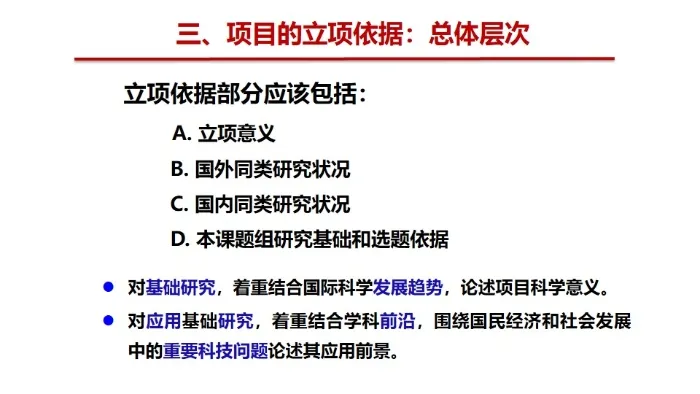 三、项目的立项依据：总体层次
立项依据部分应该包括：
A. 立项意义
B. 国外同类研究状况
C. 国内同类研究状况
D. 本课题组研究基础和选题依据
● 对基础研究，着重结合国际科学发展趋势，论述项目科学意义。
● 对应用基础研究，着重结合学科前沿，围绕国民经济和社会发展
中的重要科技问题论述其应用前景。